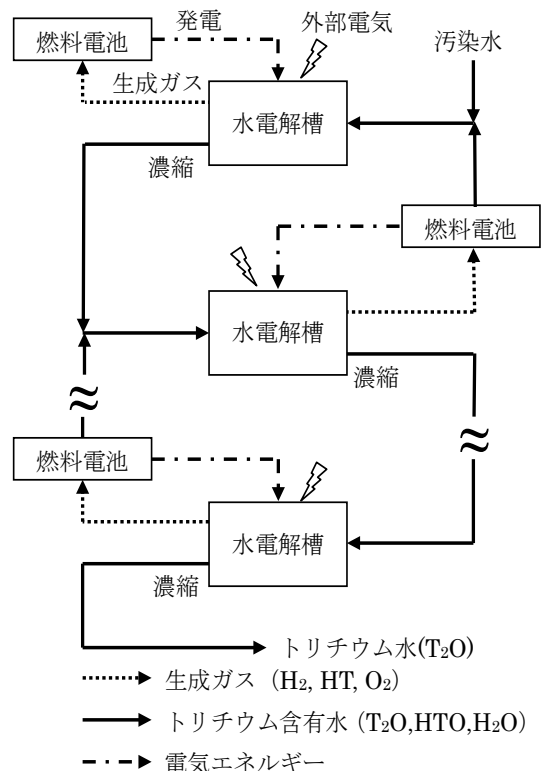 発電
外部電気
燃料電池
汚染水
生成ガス
水電解槽
濃縮
燃料電池
水電解槽
濃縮
燃料電池
水電解槽
濃縮
トリチウム水(T₂O)
生成ガス（H₂, HT, O₂）
トリチウム含有水（T₂O,HTO,H₂O）
電気エネルギー